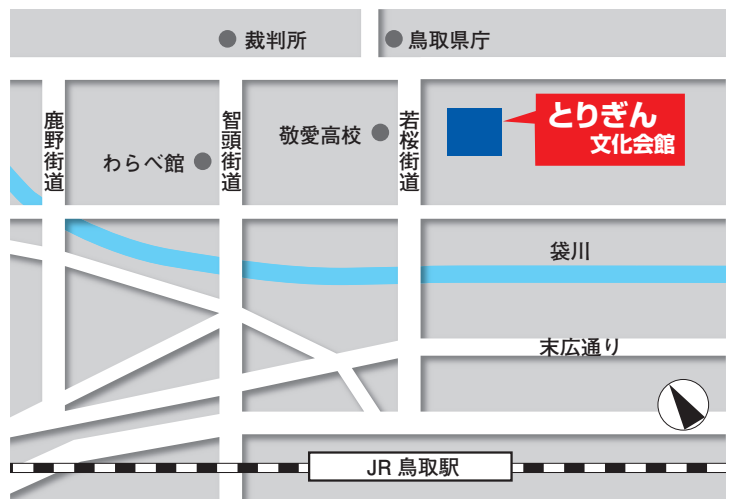 裁判所
鳥取県庁
鹿野街道
智頭街道
若桜街道
敬愛高校
わらべ館
とりぎん
文化会館
袋川
末広通り
JR 鳥取駅